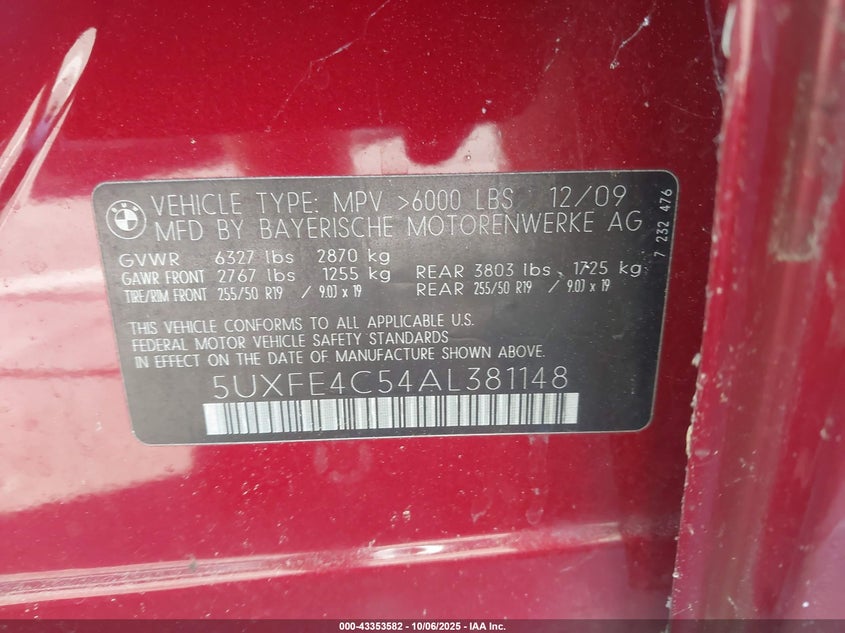 VEHICLE TYPE: MPV >6000 LBS 12/09
MFD BY BAYERISCHE MOTORENWERKE AG
GVWR 6327 lbs 2870 kg
GAWR FRONT 2767 lbs 1255 kg REAR 3803 lbs 1725 kg
TIRE/RIM FRONT 255/50 R19 / 9.0J x 19 REAR 255/50 R19 / 9.0J x 19
THIS VEHICLE CONFORMS TO ALL APPLICABLE U.S.
FEDERAL MOTOR VEHICLE SAFETY STANDARDS
IN EFFECT ON THE DATE OF MANUFACTURE SHOWN ABOVE.
5UXFE4C54AL381148
7 232 476
000-43353582 - 10/06/2025 - IAA Inc.